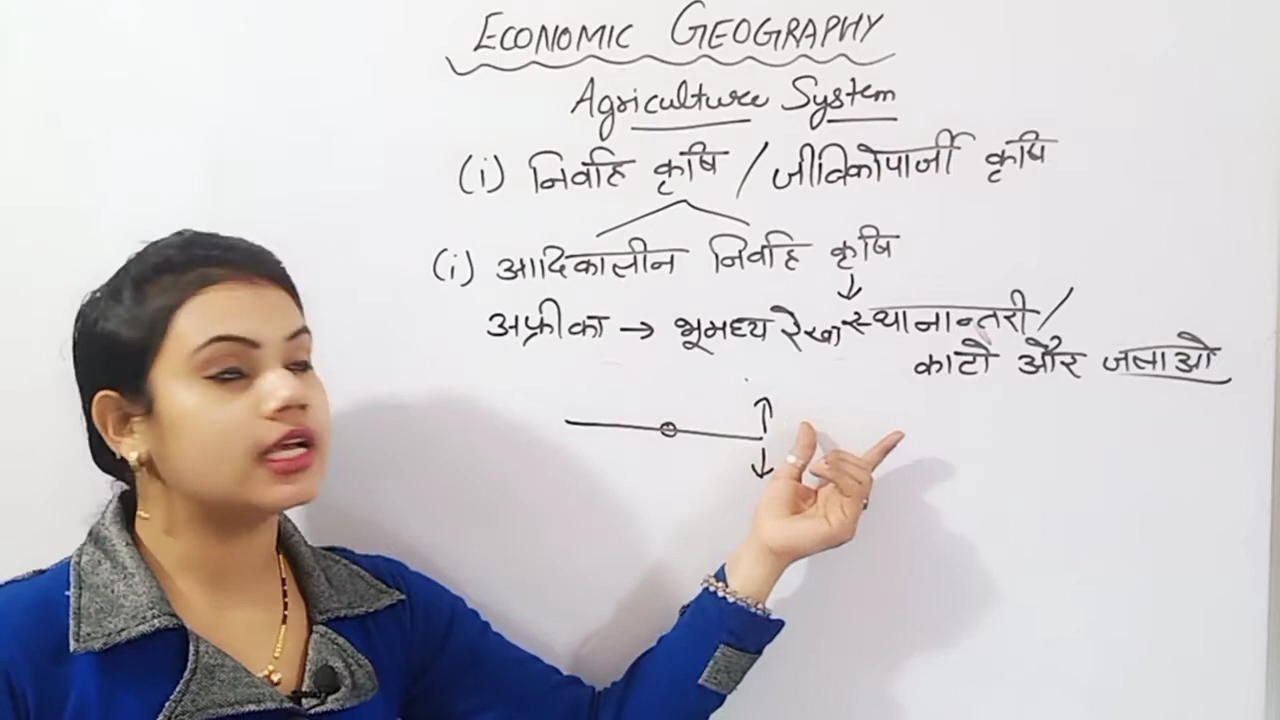 ECONOMIC GEOGRAPHY
Agriculture System
(i) निर्वाह कृषि / जीविकोपार्जी कृषि
(i) आदिकालीन निर्वाह कृषि
अफ्रीका → भूमध्य रेखा स्थानान्तरी /
काटो और जलाओ